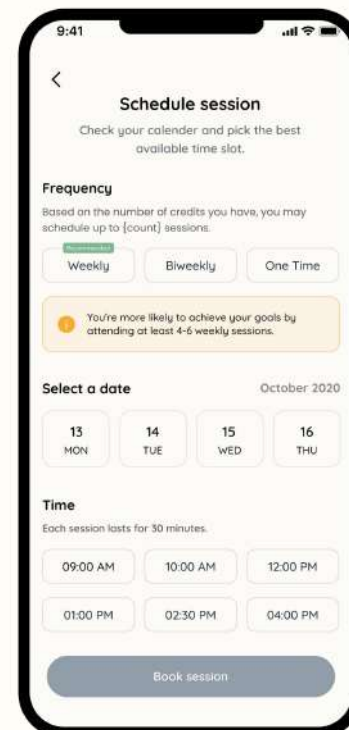 9:41
Schedule session
Check your calender and pick the best
available time slot.
Frequency
Based on the number of credits you have, you may
schedule up to {count} sessions.
Recommended
Weekly Biweekly One Time
You're more likely to achieve your goals by
attending at least 4-6 weekly sessions.
Select a date October 2020
13 14 15 16
MON TUE WED THU
Time
Each session lasts for 30 minutes.
09:00 AM 10:00 AM 12:00 PM
01:00 PM 02:30 PM 04:00 PM
Book session